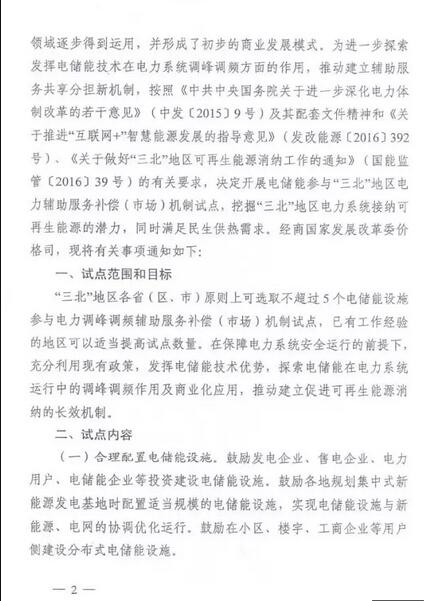 领域逐步得到运用，并形成了初步的商业发展模式。为进一步探索
发挥电储能技术在电力系统调峰调频方面的作用，推动建立辅助服
务共享分担新机制，按照《中共中央国务院关于进一步深化电力体
制改革的若干意见》（中发〔2015〕9号）及其配套文件精神和《关
于推进“互联网+”智慧能源发展的指导意见》（发改能源〔2016〕392
号）、《关于做好“三北”地区可再生能源消纳工作的通知》（国能监
管〔2016〕39号）的有关要求，决定开展电储能参与“三北”地区电
力辅助服务补偿（市场）机制试点，挖掘“三北”地区电力系统接纳可
再生能源的潜力，同时满足民生供热需求。经商国家发展改革委价
格司，现将有关事项通知如下：
一、试点范围和目标
“三北”地区各省（区、市）原则上可选取不超过5个电储能设施
参与电力调峰调频辅助服务补偿（市场）机制试点，已有工作经验
的地区可以适当提高试点数量。在保障电力系统安全运行的前提下，
充分利用现有政策，发挥电储能技术优势，探索电储能在电力系统
运行中的调峰调频作用及商业化应用，推动建立促进可再生能源消
纳的长效机制。
二、试点内容
（一）合理配置电储能设施。鼓励发电企业、售电企业、电力
用户、电储能企业等投资建设电储能设施。鼓励各地规划集中式新
能源发电基地时配置适当规模的电储能设施，实现电储能设施与新
能源、电网的协调优化运行。鼓励在小区、楼宇、工商企业等用户
侧建设分布式电储能设施。
— 2 —